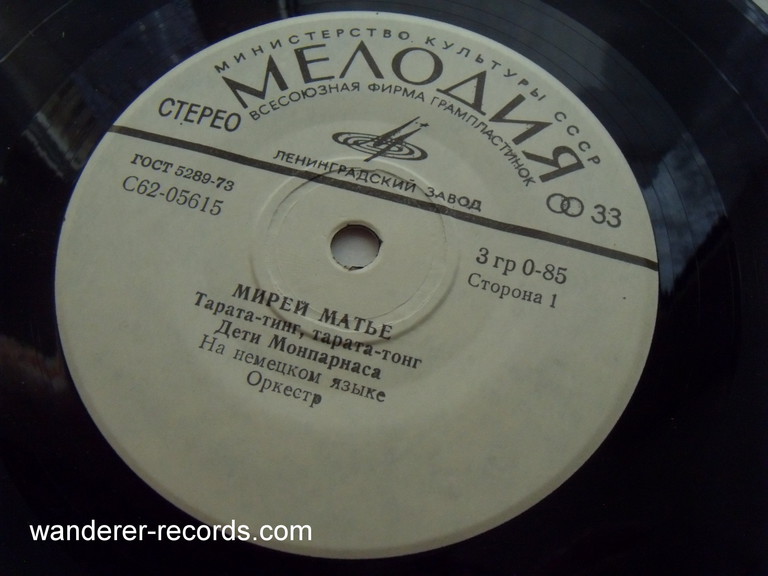 МИНИСТЕРСТВО КУЛЬТУРЫ СССР
МЕЛОДИЯ
ВСЕСОЮЗНАЯ ФИРМА ГРАМПЛАСТИНОК
СТЕРЕО
ЛЕНИНГРАДСКИЙ ЗАВОД
33
ГОСТ 5289-73
С62-05615
3 гр 0-85
Сторона 1
МИРЕЙ МАТЬЕ
Тарата-тинг, тарата-тонг
Дети Монпарнаса
На немецком языке
Оркестр
wanderer-records.com